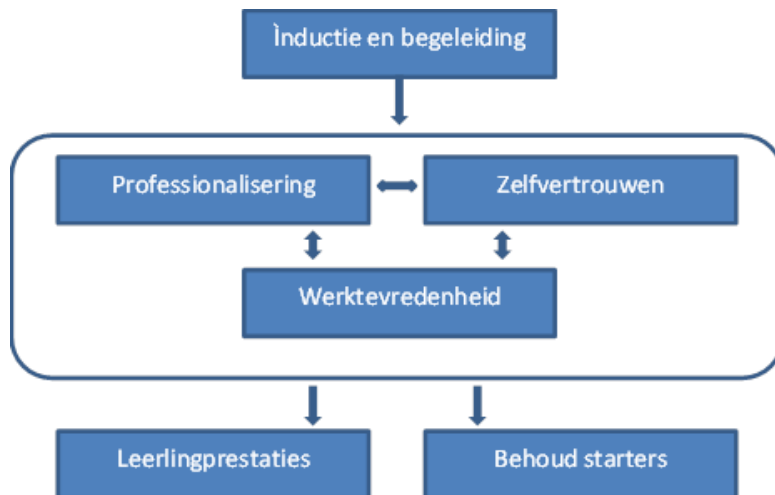 Ìnductie en begeleiding
Professionalisering
Zelfvertrouwen
Werktevredenheid
Leerlingprestaties
Behoud starters